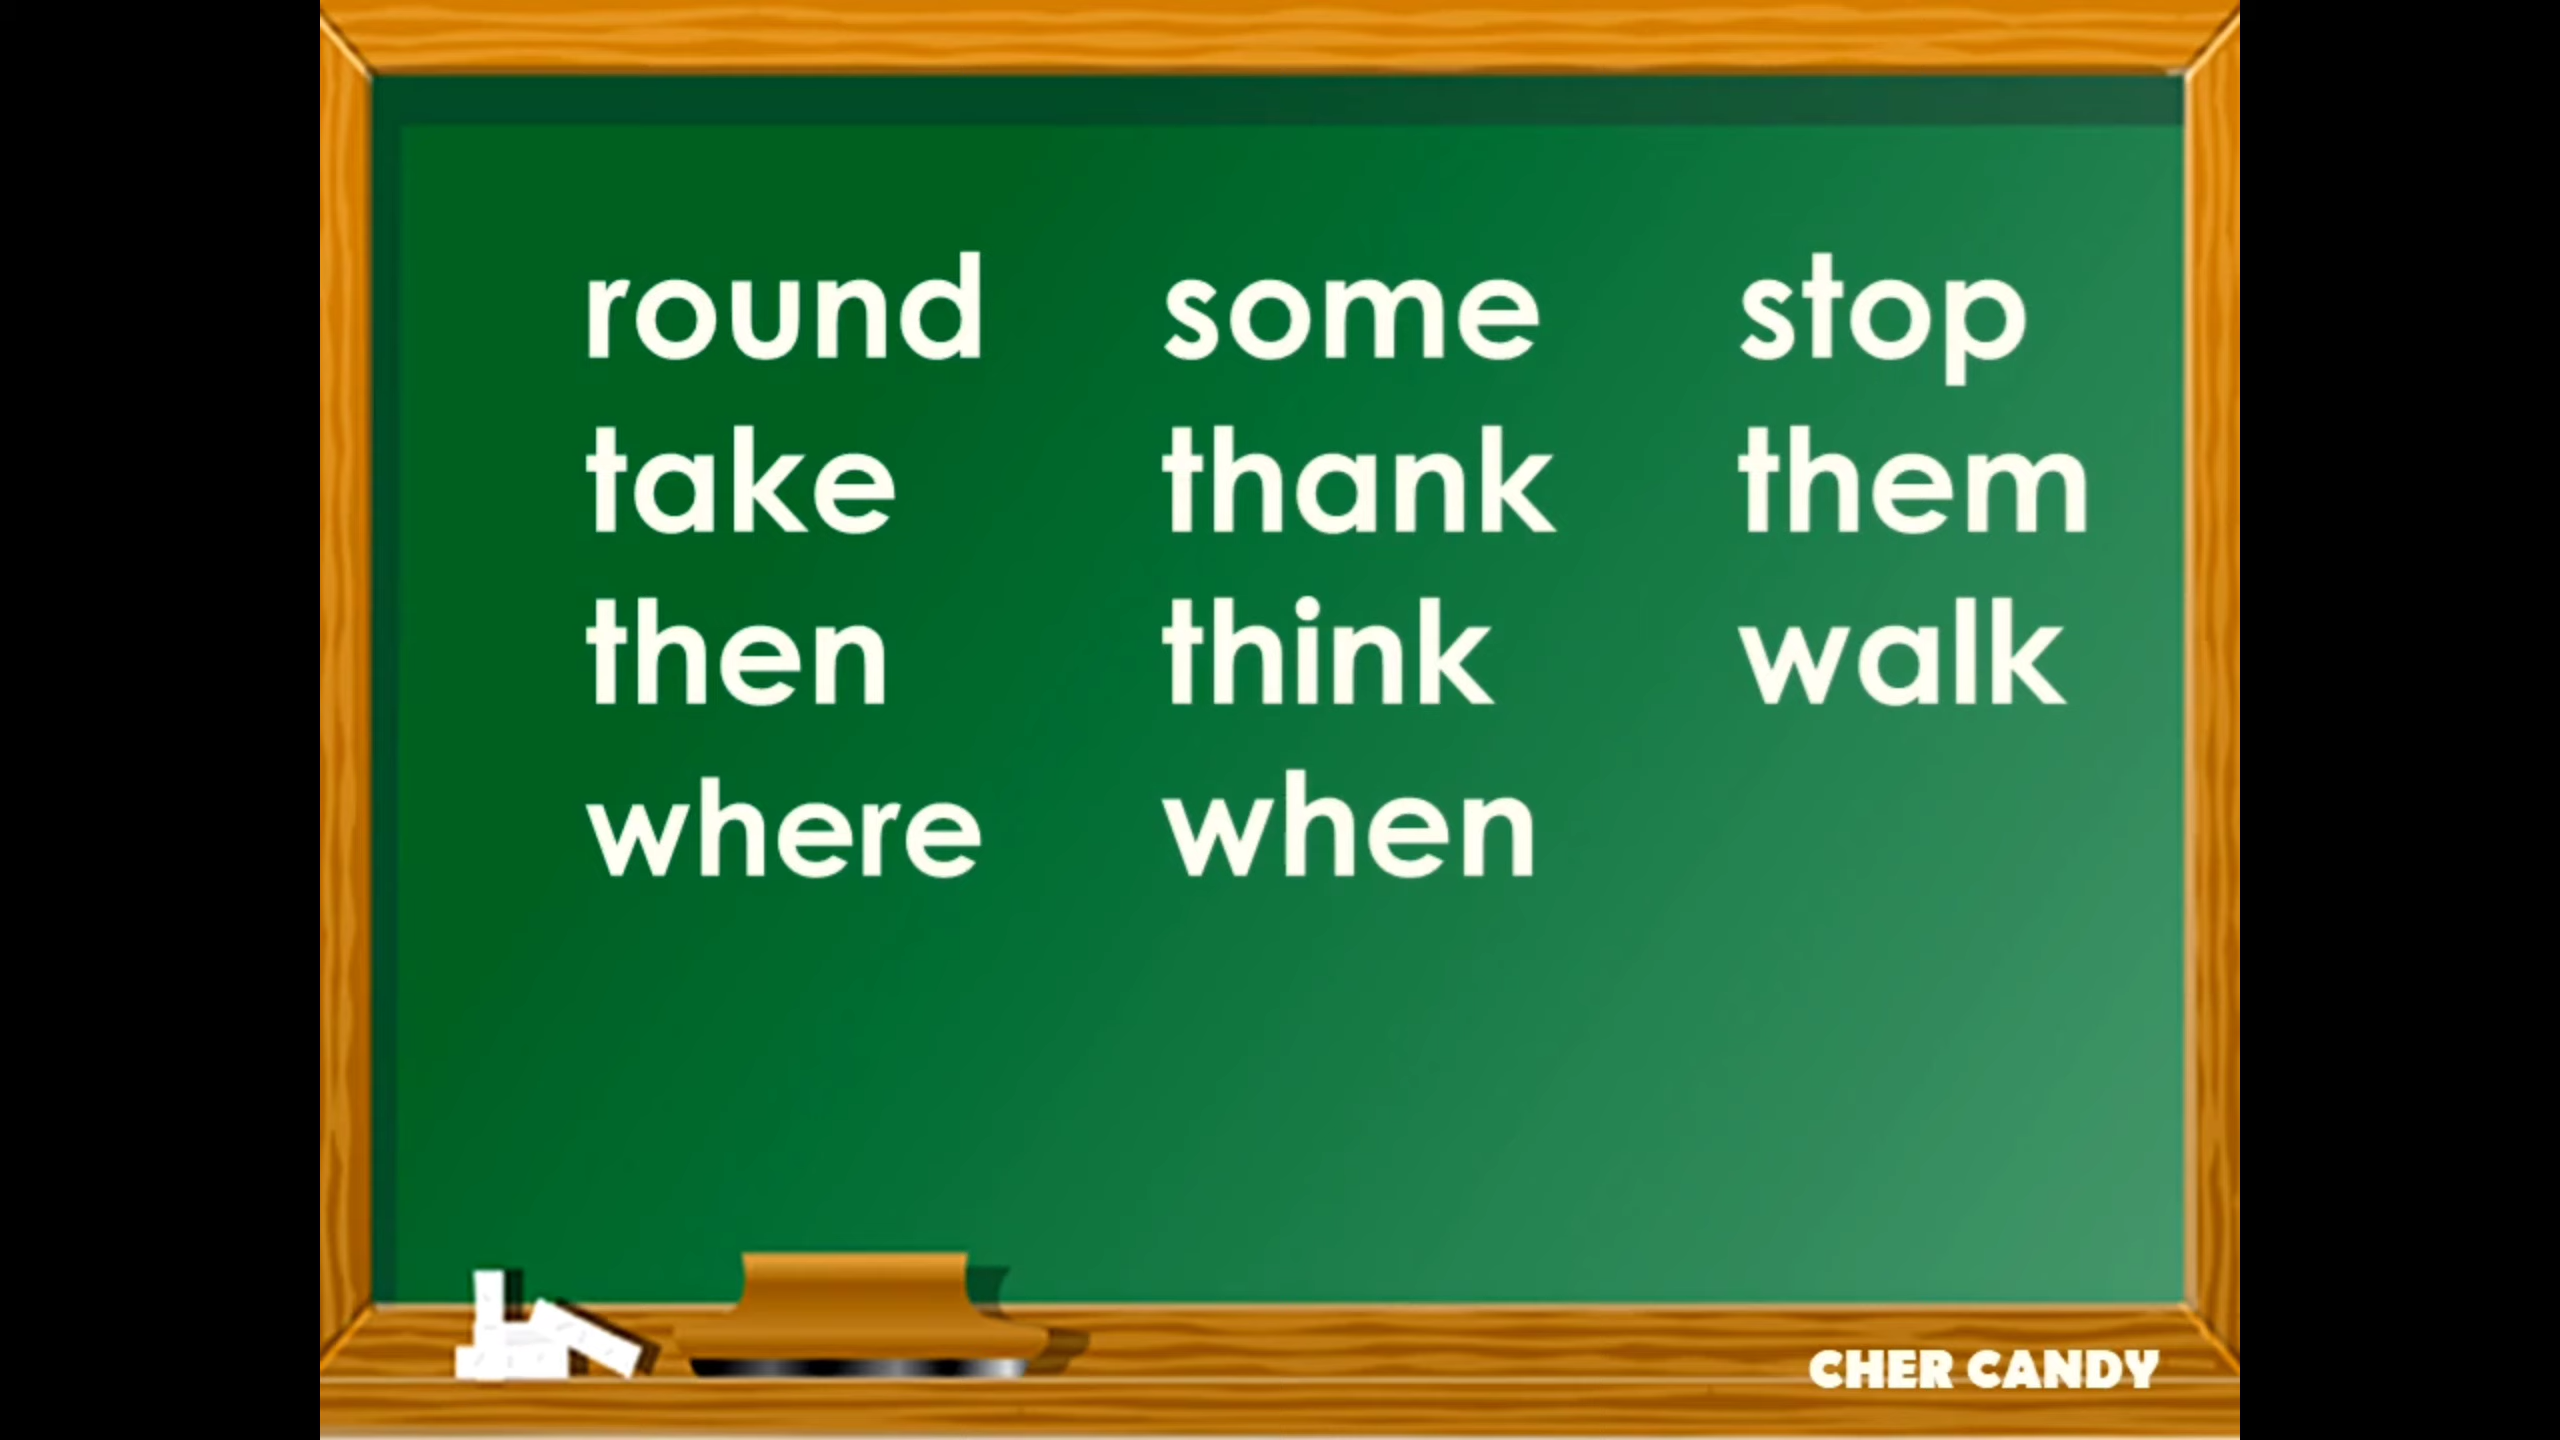 round some stop
take thank them
then think walk
where when
CHER CANDY